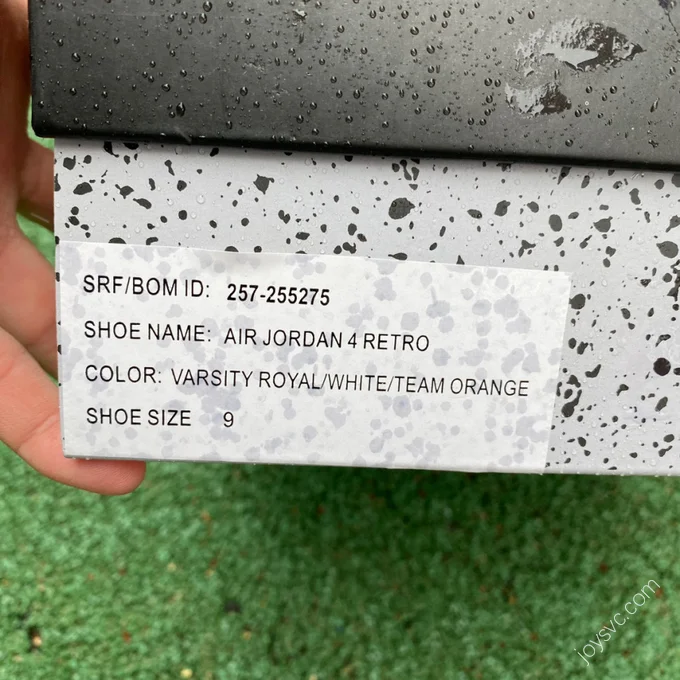 SRF/BOM ID: 257-255275
SHOE NAME: AIR JORDAN 4 RETRO
COLOR: VARSITY ROYAL/WHITE/TEAM ORANGE
SHOE SIZE 9
joysvc.com